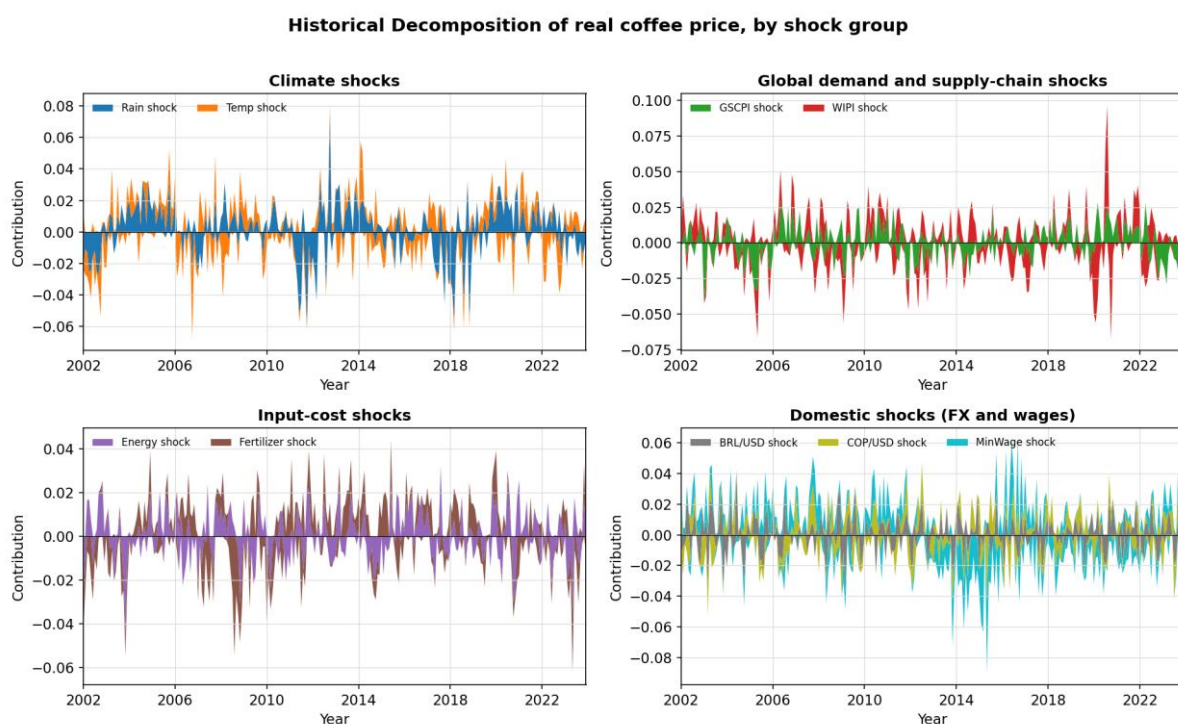 Historical Decomposition of real coffee price, by shock group
Climate shocks
Rain shock Temp shock
Contribution
0.08
0.06
0.04
0.02
0.00
−0.02
−0.04
−0.06
2002 2006 2010 2014 2018 2022
Year
Global demand and supply-chain shocks
GSCPI shock WIPI shock
Contribution
0.100
0.075
0.050
0.025
0.000
−0.025
−0.050
−0.075
2002 2006 2010 2014 2018 2022
Year
Input-cost shocks
Energy shock Fertilizer shock
Contribution
0.04
0.02
0.00
−0.02
−0.04
−0.06
2002 2006 2010 2014 2018 2022
Year
Domestic shocks (FX and wages)
BRL/USD shock COP/USD shock MinWage shock
Contribution
0.06
0.04
0.02
0.00
−0.02
−0.04
−0.06
−0.08
2002 2006 2010 2014 2018 2022
Year